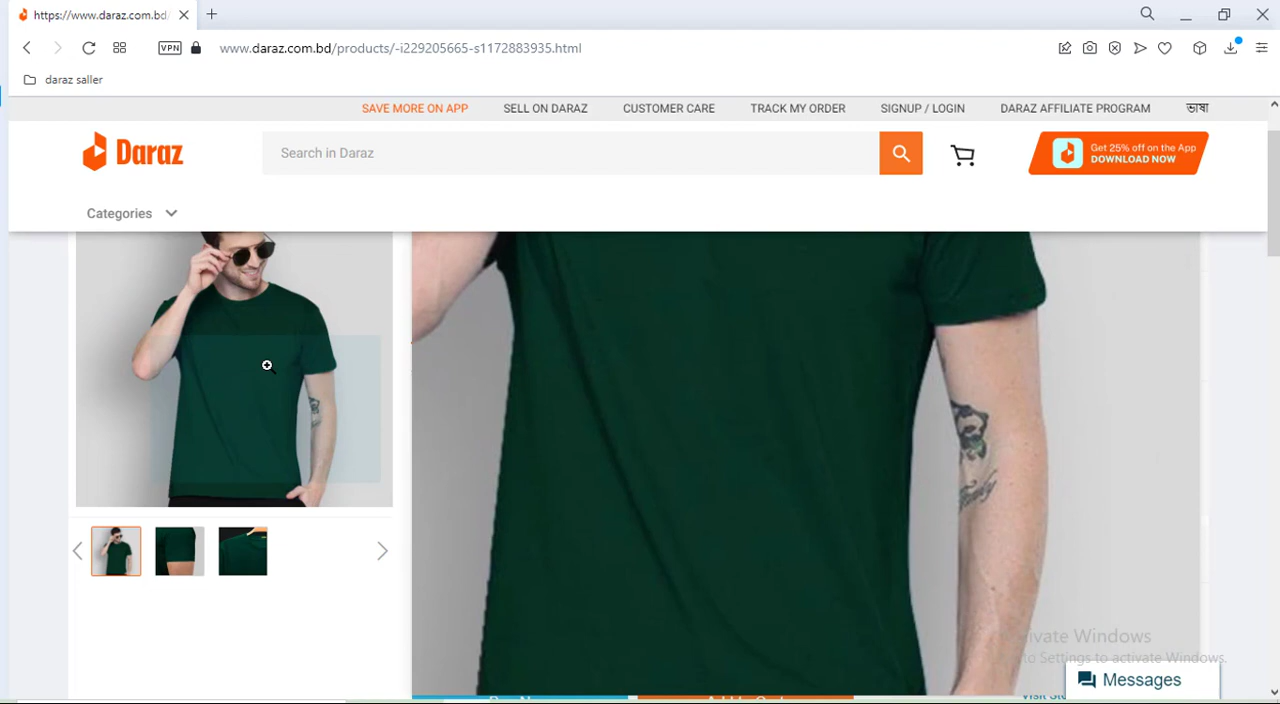 https://www.daraz.com.bd/
VPN
www.daraz.com.bd/products/-i229205665-s1172883935.html
daraz saller
SAVE MORE ON APP
SELL ON DARAZ
CUSTOMER CARE
TRACK MY ORDER
SIGNUP / LOGIN
DARAZ AFFILIATE PROGRAM
ভাষা
Daraz
Search in Daraz
Get 25% off on the App
DOWNLOAD NOW
Categories
Activate Windows
to Settings to activate Windows.
Messages